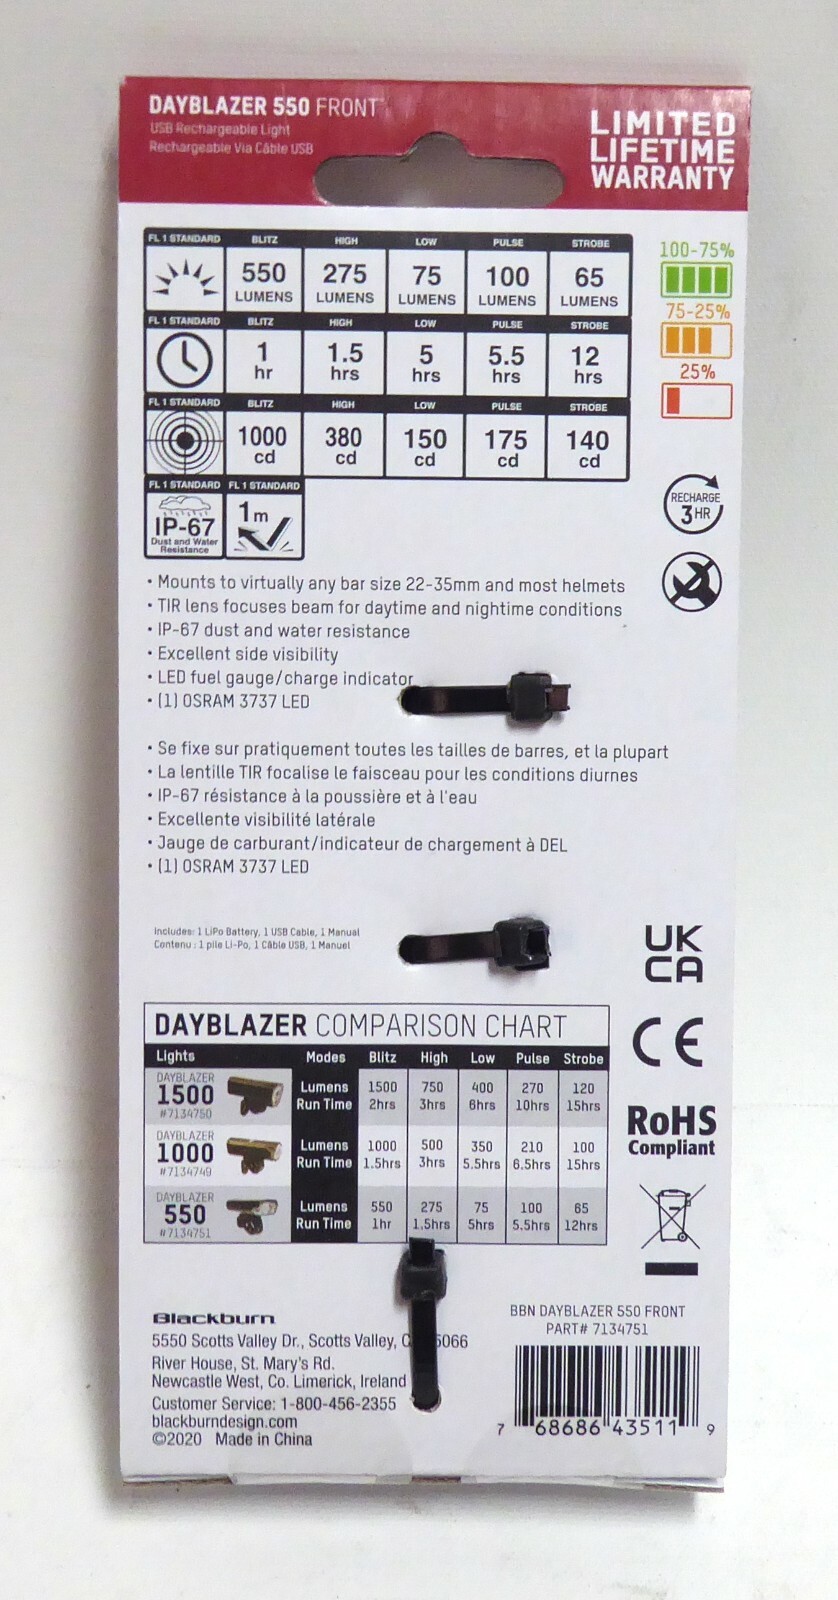 DAYBLAZER 550 FRONT
USB Rechargeable Light
Rechargeable Via Câble USB
LIMITED
LIFETIME
WARRANTY
FL 1 STANDARD BLITZ HIGH LOW PULSE STROBE
550 275 75 100 65
LUMENS LUMENS LUMENS LUMENS LUMENS
FL 1 STANDARD BLITZ HIGH LOW PULSE STROBE
1 1.5 5 5.5 12
hr hrs hrs hrs hrs
FL 1 STANDARD BLITZ HIGH LOW PULSE STROBE
1000 380 150 175 140
cd cd cd cd cd
FL 1 STANDARD FL 1 STANDARD
IP-67 1m
Dust and Water
Resistance
100-75%
75-25%
25%
RECHARGE
3HR
• Mounts to virtually any bar size 22-35mm and most helmets
• TIR lens focuses beam for daytime and nightime conditions
• IP-67 dust and water resistance
• Excellent side visibility
• LED fuel gauge/charge indicator
• (1) OSRAM 3737 LED
• Se fixe sur pratiquement toutes les tailles de barres, et la plupart
• La lentille TIR focalise le faisceau pour les conditions diurnes
• IP-67 résistance à la poussière et à l'eau
• Excellente visibilité latérale
• Jauge de carburant/indicateur de chargement à DEL
• (1) OSRAM 3737 LED
Includes: 1 LiPo Battery, 1 USB Cable, 1 Manual
Contenu : 1 pile Li-Po, 1 Câble USB, 1 Manuel
UK
CA
CE
RoHS
Compliant
DAYBLAZER COMPARISON CHART
Lights Modes Blitz High Low Pulse Strobe
DAYBLAZER
1500
#7134750
Lumens 1500 750 400 270 120
Run Time 2hrs 3hrs 6hrs 10hrs 15hrs
DAYBLAZER
1000
#7134749
Lumens 1000 500 350 210 100
Run Time 1.5hrs 3hrs 5.5hrs 6.5hrs 15hrs
DAYBLAZER
550
#7134751
Lumens 550 275 75 100 65
Run Time 1hr 1.5hrs 5hrs 5.5hrs 12hrs
Blackburn
5550 Scotts Valley Dr., Scotts Valley, C 5066
River House, St. Mary's Rd.
Newcastle West, Co. Limerick, Ireland
Customer Service: 1-800-456-2355
blackburndesign.com
©2020 Made in China
BBN DAYBLAZER 550 FRONT
PART# 7134751
7 68686 43511 9